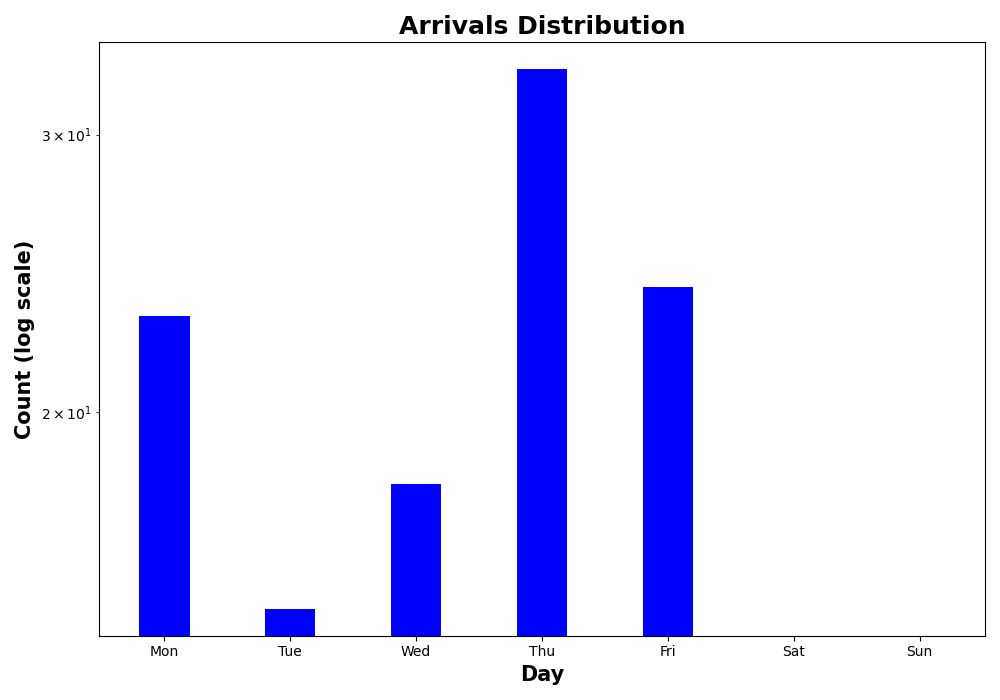 Arrivals Distribution
3 × 10¹
2 × 10¹
Count (log scale)
Mon Tue Wed Thu Fri Sat Sun
Day